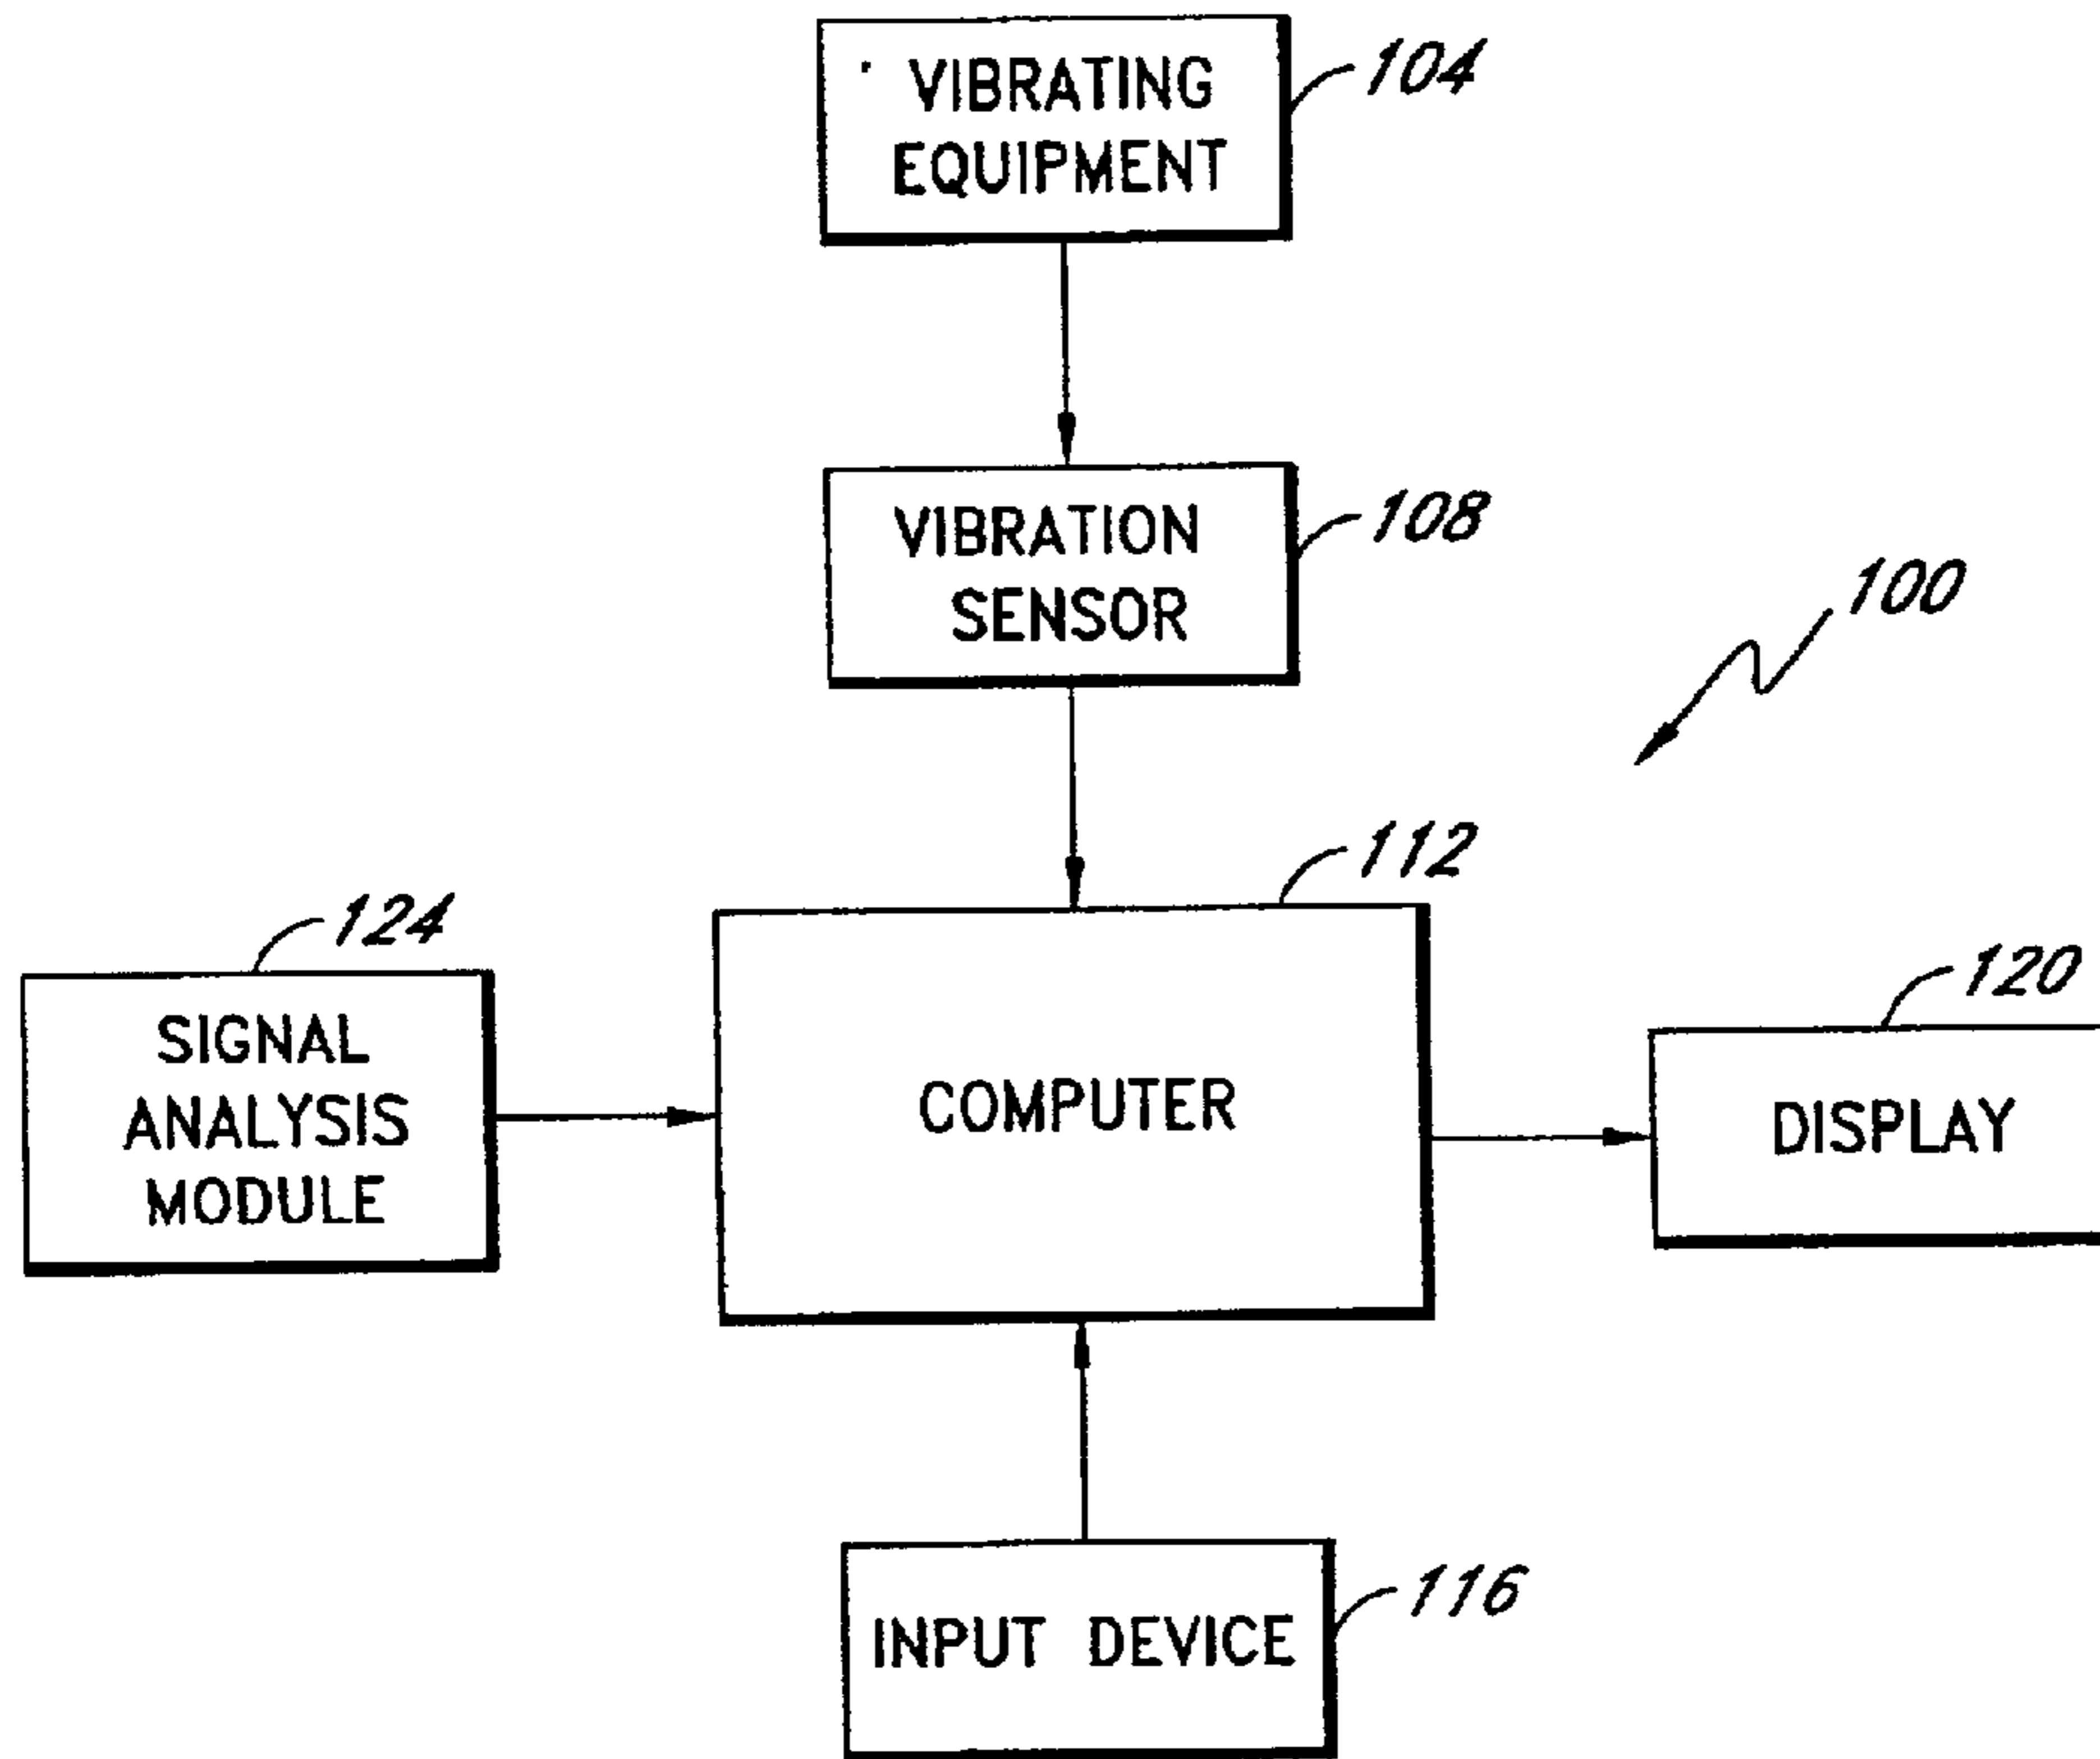 VIBRATING
EQUIPMENT
104
VIBRATION
SENSOR
108
100
112
124
SIGNAL
ANALYSIS
MODULE
COMPUTER
120
DISPLAY
INPUT DEVICE
116